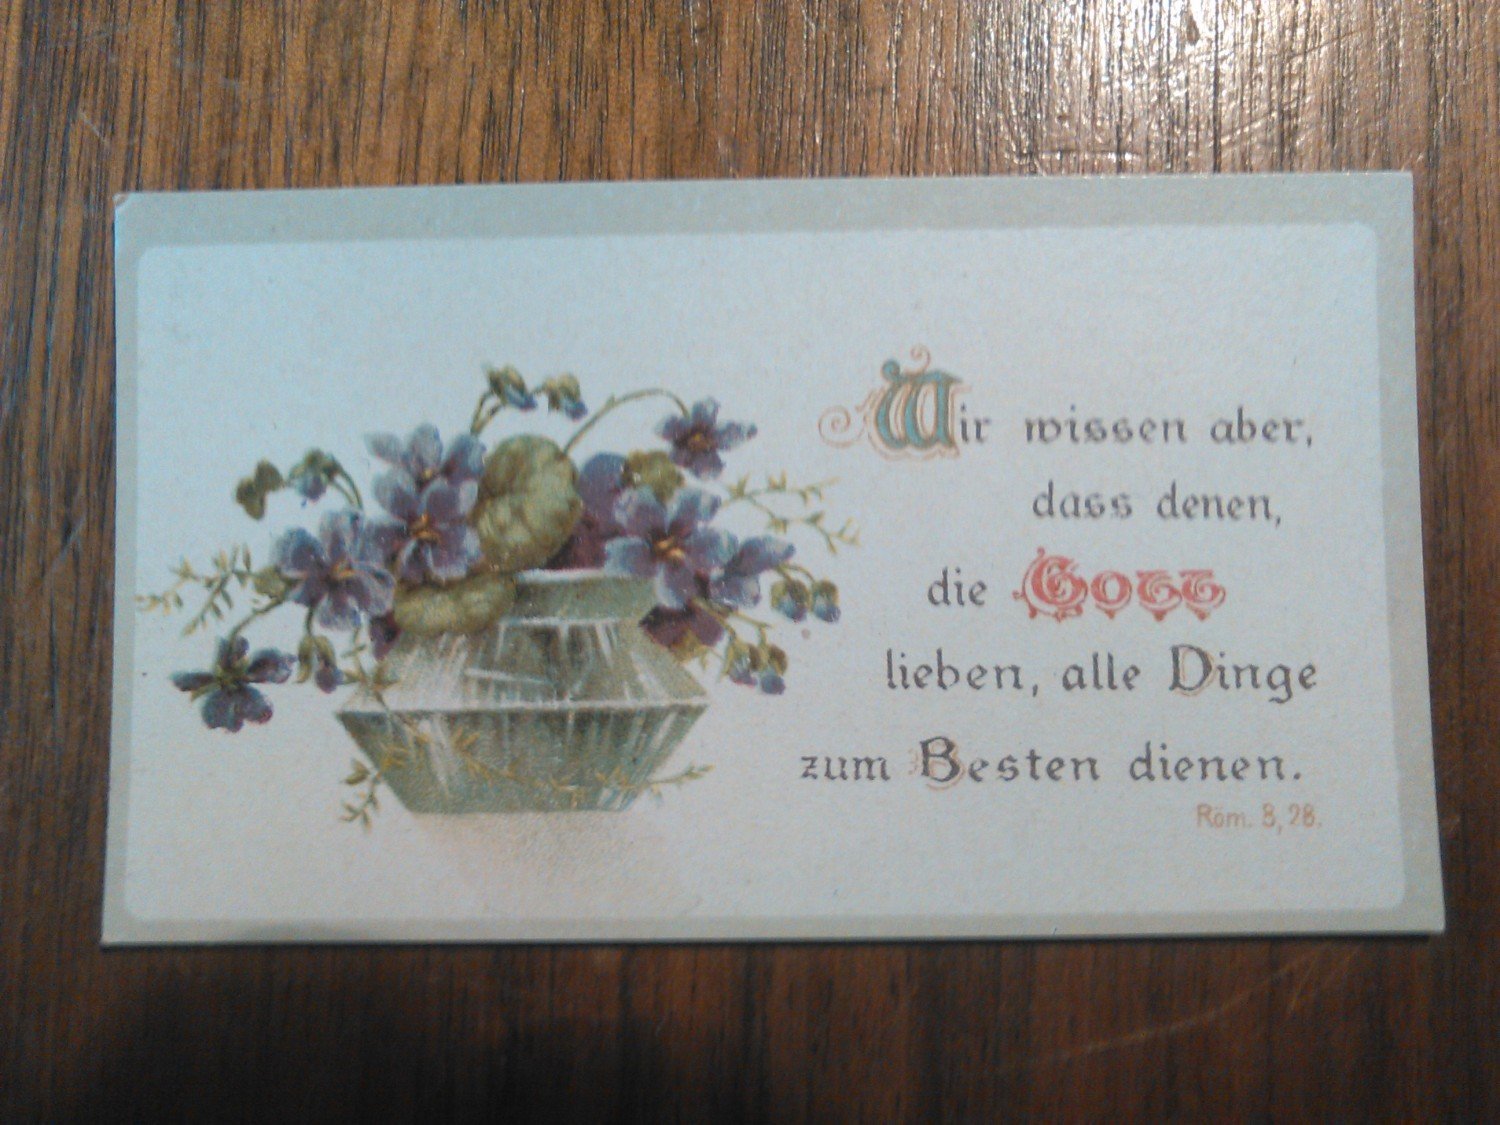 Wir wissen aber,
dass denen,
die Gott
lieben, alle Dinge
zum Besten dienen.
Röm. 8, 28.